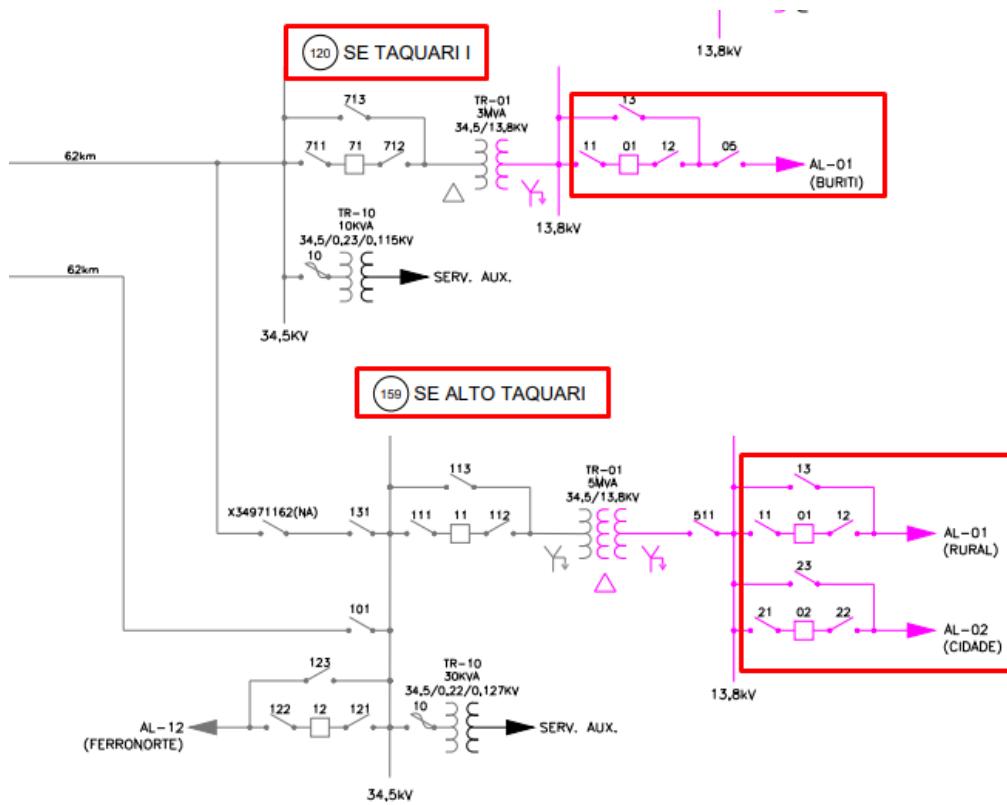 13,8kV
120 SE TAQUARI I
713
TR-01
3MVA
34,5/13,8KV
711 71 712
62km
13
11 01 12 05
AL-01
(BURITI)
13,8kV
TR-10
10KVA
34,5/0,23/0,115KV
10
SERV. AUX.
62km
34,5KV
159 SE ALTO TAQUARI
113
TR-01
5MVA
34,5/13,8KV
X34971162(NA) 131 111 11 112
511
13
11 01 12
AL-01
(RURAL)
23
101
21 02 22
AL-02
(CIDADE)
13,8kV
123
TR-10
30KVA
34,5/0,22/0,127KV
122 12 121 10
AL-12
(FERRONORTE)
SERV. AUX.
34,5KV